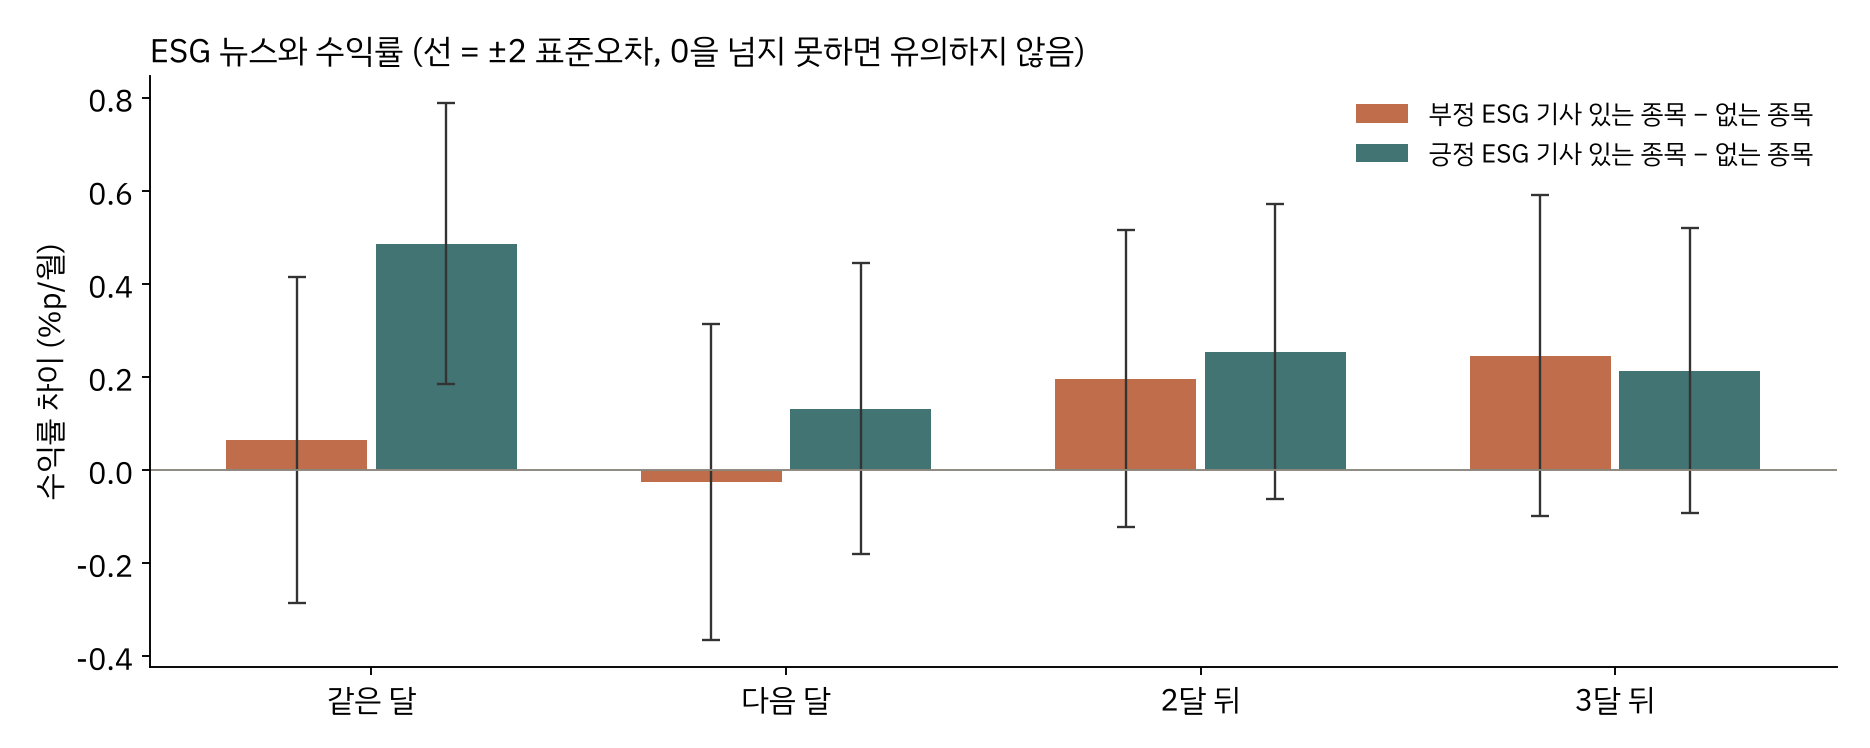 ESG 뉴스와 수익률 (선 = ±2 표준오차, 0을 넘지 못하면 유의하지 않음)
부정 ESG 기사 있는 종목 − 없는 종목
긍정 ESG 기사 있는 종목 − 없는 종목
수익률 차이 (%p/월)
0.8
0.6
0.4
0.2
0.0
-0.2
-0.4
같은 달
다음 달
2달 뒤
3달 뒤